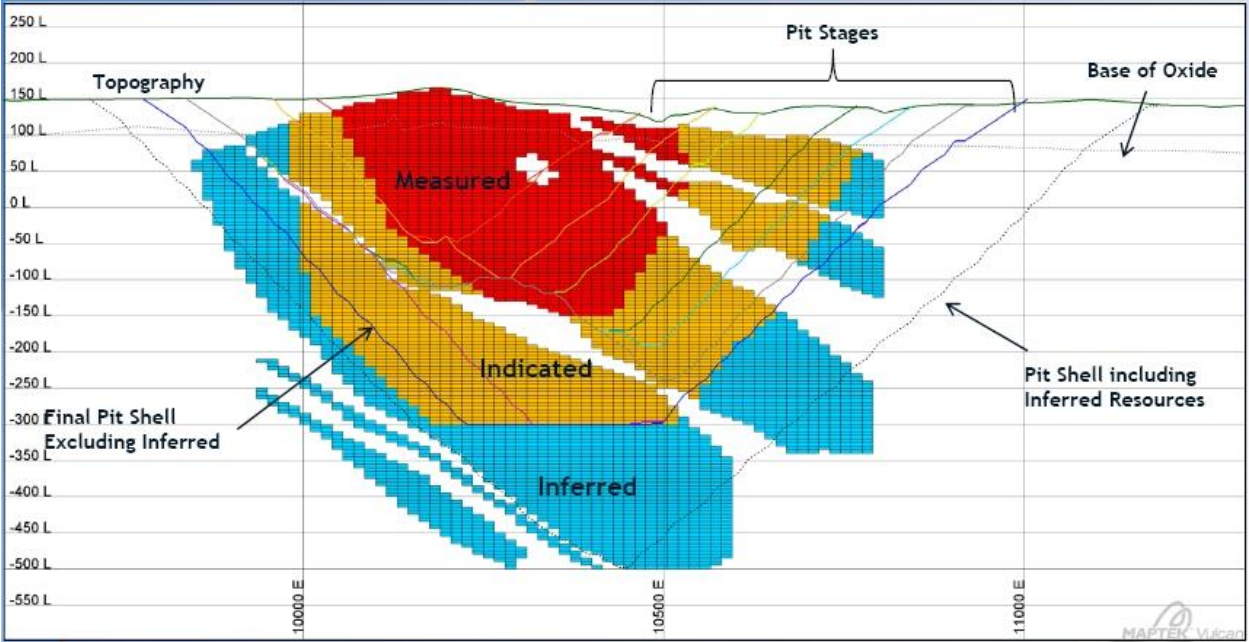 250 L
200 L
150 L
100 L
50 L
0 L
-50 L
-100 L
-150 L
-200 L
-250 L
-300
-350 L
-400 L
-450 L
-500 L
-550 L
Topography
Pit Stages
Base of Oxide
Measured
Indicated
Inferred
Final Pit Shell
Excluding Inferred
Pit Shell including
Inferred Resources
10000 E
10500 E
11000 E
MAPTEK Vulcan